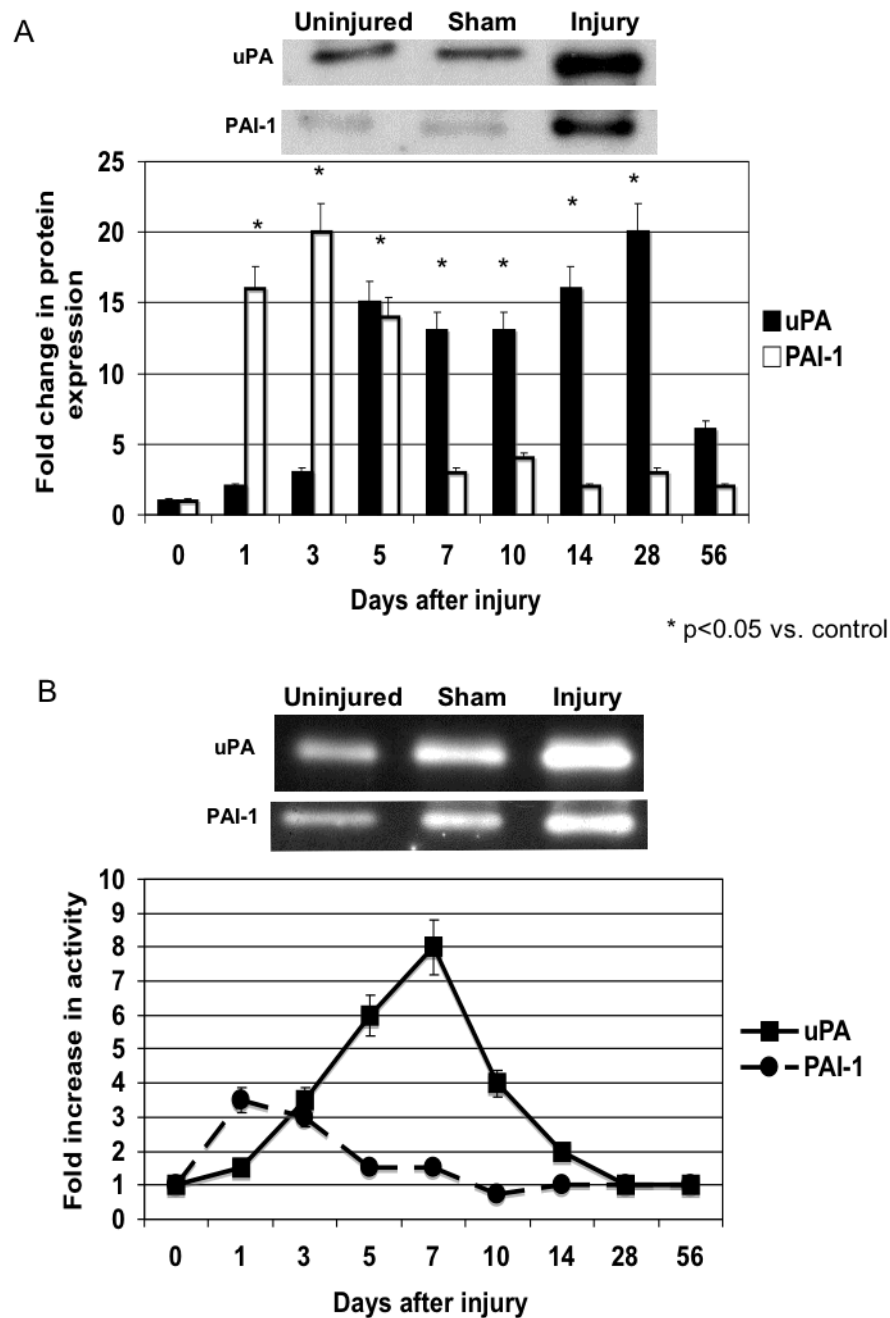 A
Uninjured Sham Injury
uPA
PAI-1
25
20
15
10
5
0
Fold change in protein
expression
* * * * * * *
uPA
PAI-1
0 1 3 5 7 10 14 28 56
Days after injury
* p<0.05 vs. control
B
Uninjured Sham Injury
uPA
PAI-1
10
9
8
7
6
5
4
3
2
1
0
Fold increase in activity
uPA
PAI-1
0 1 3 5 7 10 14 28 56
Days after injury